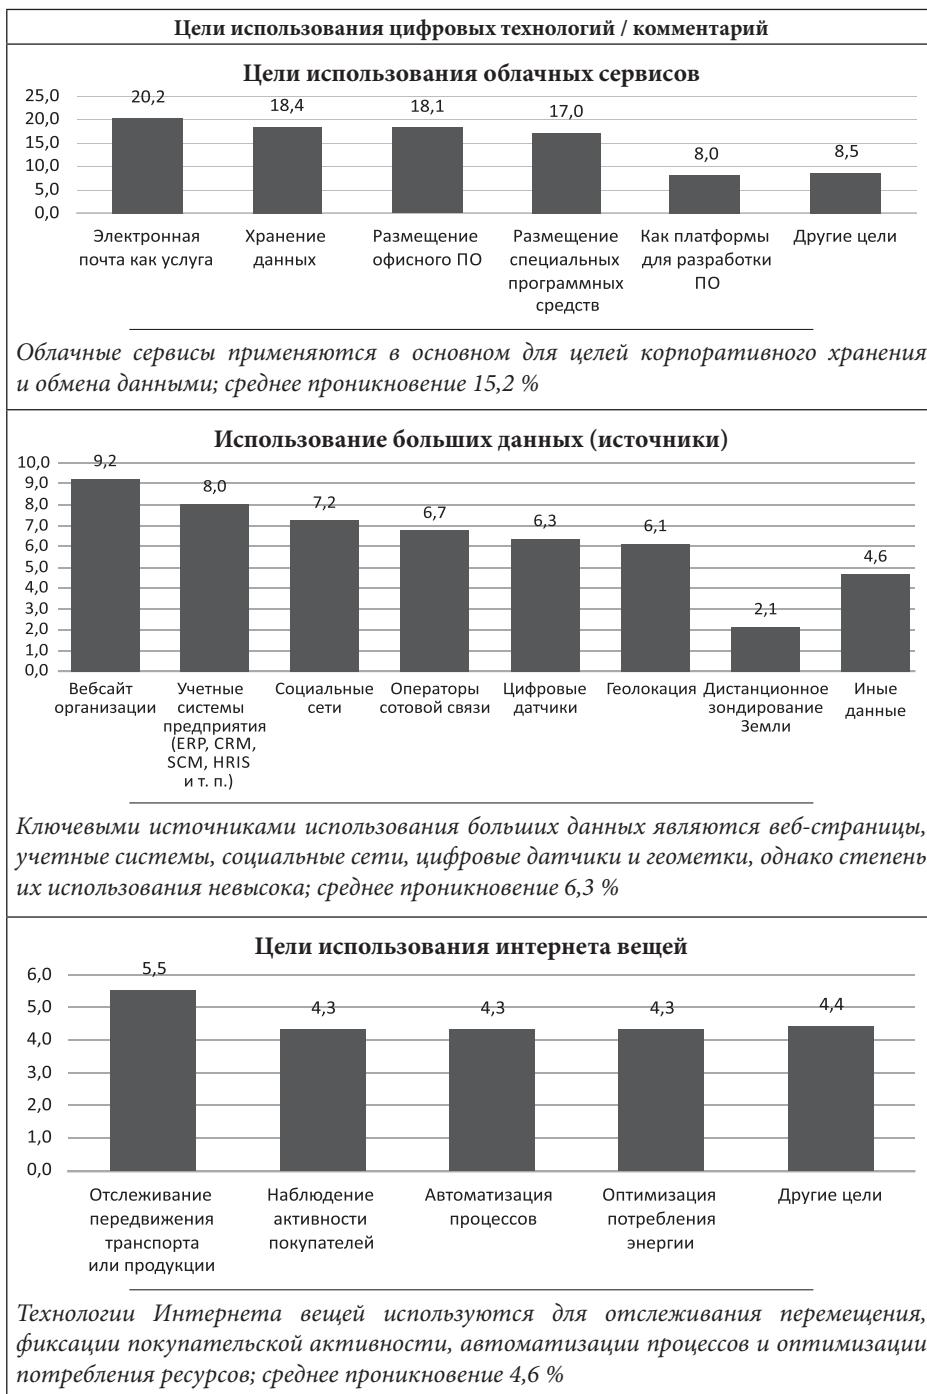 Цели использования цифровых технологий / комментарий
Цели использования облачных сервисов
25,0
20,0
15,0
10,0
5,0
0,0
20,2
18,4
18,1
17,0
8,0
8,5
Электронная
почта как услуга
Хранение
данных
Размещение
офисного ПО
Размещение
специальных
программных
средств
Как платформы
для разработки
ПО
Другие цели
Облачные сервисы применяются в основном для целей корпоративного хранения
и обмена данными; среднее проникновение 15,2 %
Использование больших данных (источники)
10,0
9,0
8,0
7,0
6,0
5,0
4,0
3,0
2,0
1,0
0,0
9,2
8,0
7,2
6,7
6,3
6,1
2,1
4,6
Веб-сайт
организации
Учетные
системы
предприятия
(ERP, CRM,
SCM, HRIS
и т. п.)
Социальные
сети
Операторы
сотовой связи
Цифровые
датчики
Геолокация
Дистанционное
зондирование
Земли
Иные
данные
Ключевыми источниками использования больших данных являются веб-страницы,
учетные системы, социальные сети, цифровые датчики и геометки, однако степень
их использования невысока; среднее проникновение 6,3 %
Цели использования интернета вещей
6,0
5,0
4,0
3,0
2,0
1,0
0,0
5,5
4,3
4,3
4,3
4,4
Отслеживание
передвижения
транспорта
или продукции
Наблюдение
активности
покупателей
Автоматизация
процессов
Оптимизация
потребления
энергии
Другие цели
Технологии Интернета вещей используются для отслеживания перемещения,
фиксации покупательской активности, автоматизации процессов и оптимизации
потребления ресурсов; среднее проникновение 4,6 %